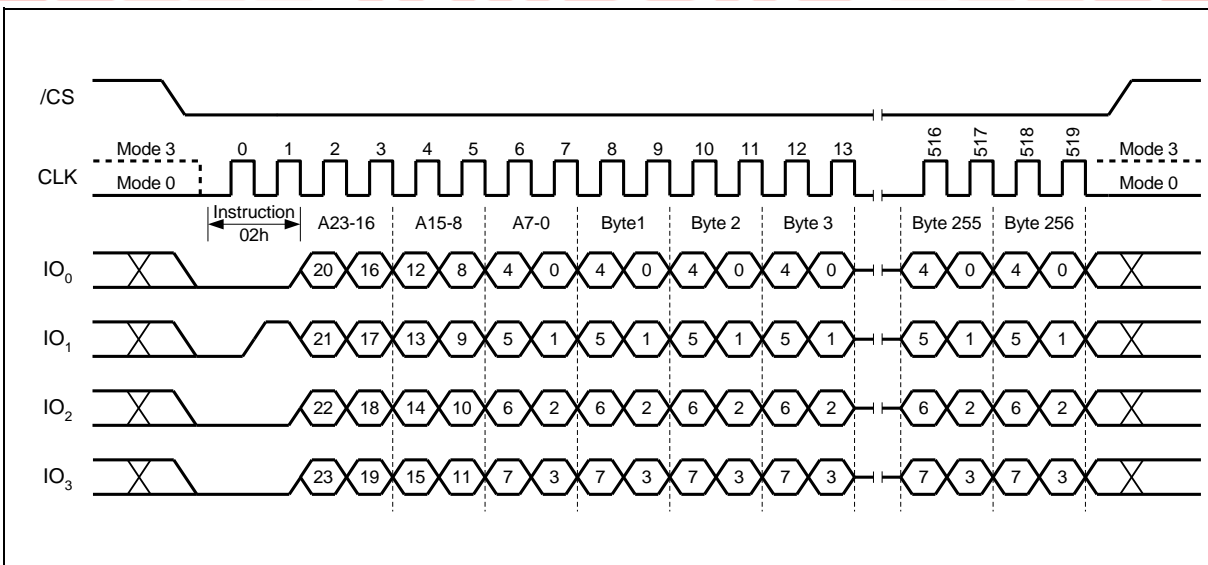 /CS
Mode 3 0 1 2 3 4 5 6 7 8 9 10 11 12 13 516 517 518 519 Mode 3
CLK
Mode 0 Mode 0
Instruction
02h
A23-16 A15-8 A7-0 Byte1 Byte 2 Byte 3 Byte 255 Byte 256
IO0 20 16 12 8 4 0 4 0 4 0 4 0 4 0 4 0
IO1 21 17 13 9 5 1 5 1 5 1 5 1 5 1 5 1
IO2 22 18 14 10 6 2 6 2 6 2 6 2 6 2 6 2
IO3 23 19 15 11 7 3 7 3 7 3 7 3 7 3 7 3